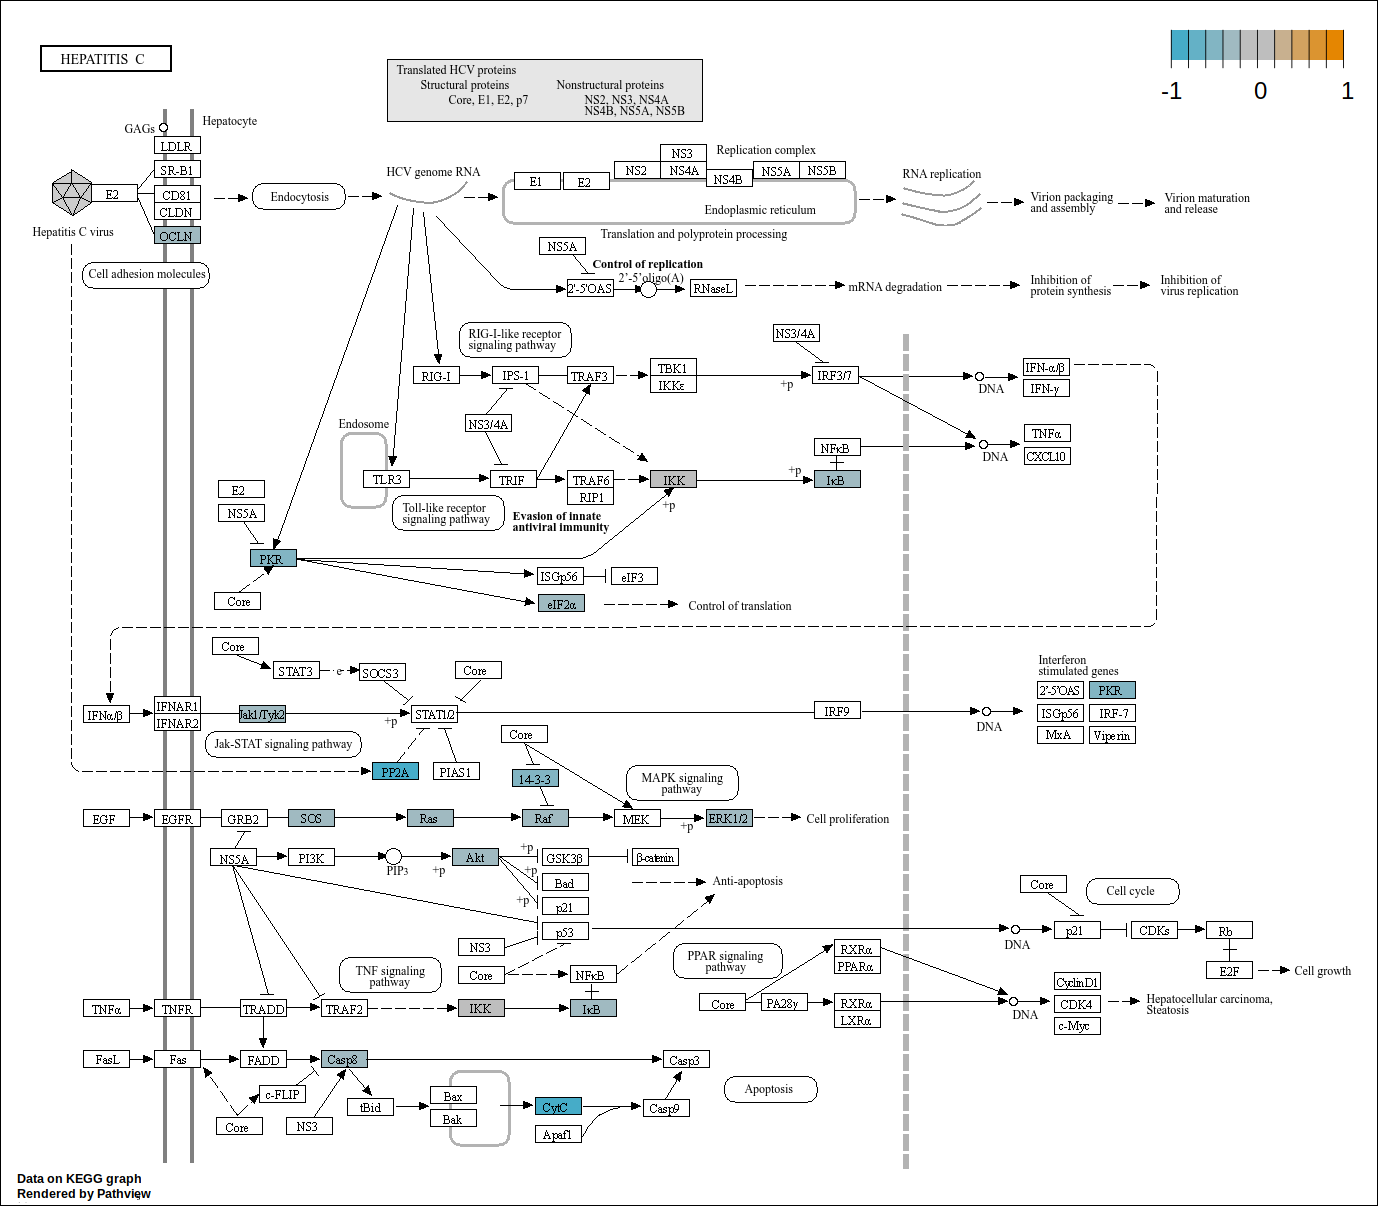 HEPATITIS C
-1 0 1
Translated HCV proteins
Structural proteins Nonstructural proteins
Core, E1, E2, p7 NS2, NS3, NS4A
NS4B, NS5A, NS5B
GAGs
Hepatocyte
LDLR
SR-B1
E2
CD81
CLDN
OCLN
Hepatitis C virus
Cell adhesion molecules
Endocytosis
HCV genome RNA
E1
E2
NS2
NS3
NS4A
NS4B
NS5A
NS5B
Replication complex
Endoplasmic reticulum
Translation and polyprotein processing
RNA replication
Virion packaging
and assembly
Virion maturation
and release
NS5A
Control of replication
2'-5'oligo(A)
2'-5'OAS
RNaseL
mRNA degradation
Inhibition of
protein synthesis
Inhibition of
virus replication
RIG-I-like receptor
signaling pathway
NS3/4A
RIG-I
IPS-1
TRAF3
TBK1
IKKε
+p
IRF3/7
DNA
IFN-α/β
IFN-γ
NS3/4A
Endosome
TLR3
TRIF
TRAF6
RIP1
IKK
+p
+p
NFκB
IκB
DNA
TNFα
CXCL10
Toll-like receptor
signaling pathway
Evasion of innate
antiviral immunity
E2
NS5A
PKR
Core
ISGp56
eIF3
eIF2α
Control of translation
Core
STAT3
e
SOCS3
Core
IFNα/β
IFNAR1
IFNAR2
Jak1/Tyk2
+p
STAT1/2
IRF9
DNA
Interferon
stimulated genes
2'-5'OAS
PKR
ISGp56
IRF-7
MxA
Viperin
Jak-STAT signaling pathway
PP2A
PIAS1
Core
14-3-3
MAPK signaling
pathway
EGF
EGFR
GRB2
SOS
Ras
Raf
MEK
+p
ERK1/2
Cell proliferation
NS5A
PI3K
PIP3
+p
Akt
+p
+p
+p
GSK3β
β-catenin
Bad
p21
p53
Anti-apoptosis
NS3
Core
NFκB
TNF signaling
pathway
PPAR signaling
pathway
Core
Cell cycle
DNA
p21
CDKs
Rb
E2F
Cell growth
RXRα
PPARα
TNFα
TNFR
TRADD
TRAF2
IKK
IκB
Core
PA28γ
RXRα
LXRα
DNA
CyclinD1
CDK4
c-Myc
Hepatocellular carcinoma,
Steatosis
FasL
Fas
FADD
Casp8
Casp3
c-FLIP
Core
NS3
tBid
Bax
Bak
CytC
Apaf1
Casp9
Apoptosis
Data on KEGG graph
Rendered by Pathview